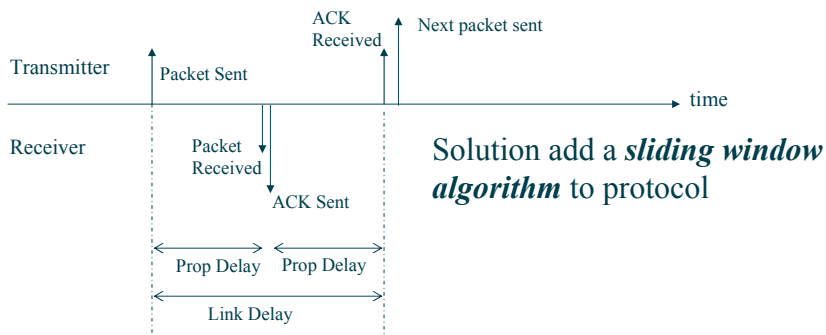 ACK
Received
Next packet sent
Transmitter
Packet Sent
time
Receiver
Packet
Received
ACK Sent
Solution add a sliding window
algorithm to protocol
Prop Delay
Prop Delay
Link Delay